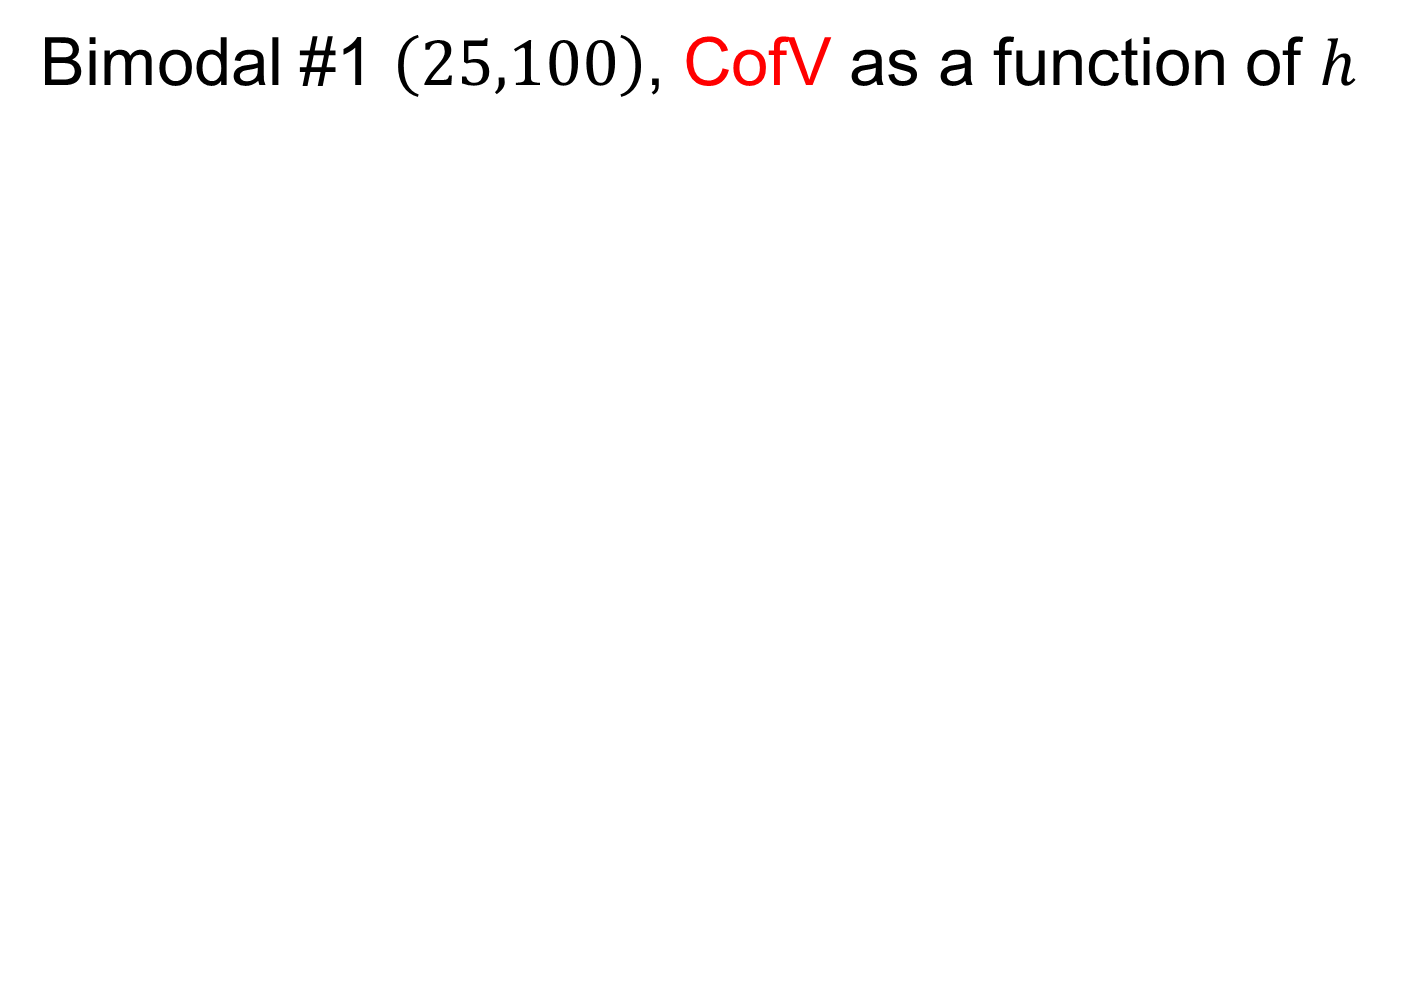 Bimodal #1 (25,100), CofV as a function of h